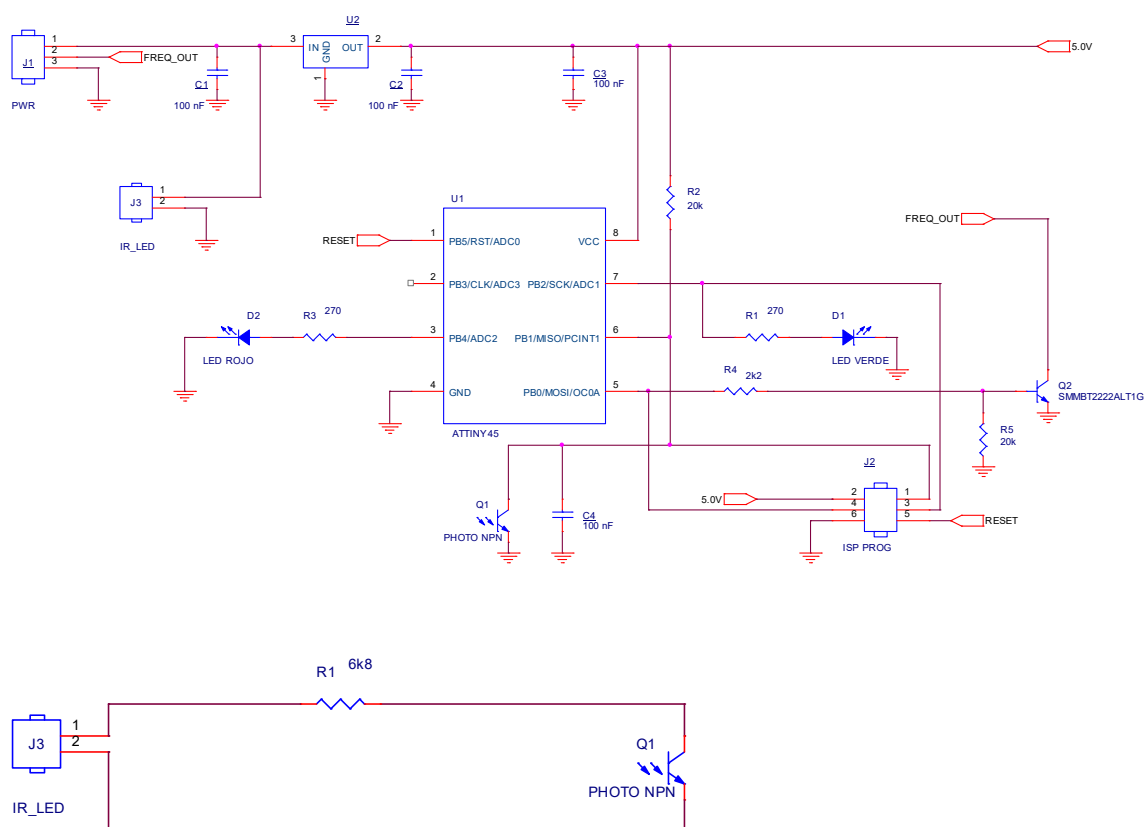 U2
1
2
3
J1
PWR
FREQ_OUT
C1
100 nF
3
IN
GND
OUT
2
1
C2
100 nF
C3
100 nF
5.0V
J3
1
2
IR_LED
R2
20k
U1
RESET
1
PB5/RST/ADC0
VCC
8
2
PB3/CLK/ADC3
PB2/SCK/ADC1
7
3
PB4/ADC2
PB1/MISO/PCINT1
6
4
GND
PB0/MOSI/OC0A
5
ATTINY45
D2
LED ROJO
R3
270
R1
270
D1
LED VERDE
R4
2k2
FREQ_OUT
Q2
SMMBT2222ALT1G
R5
20k
Q1
PHOTO NPN
C4
100 nF
J2
5.0V
2
4
6
1
3
5
RESET
ISP PROG
R1
6k8
J3
1
2
IR_LED
Q1
PHOTO NPN